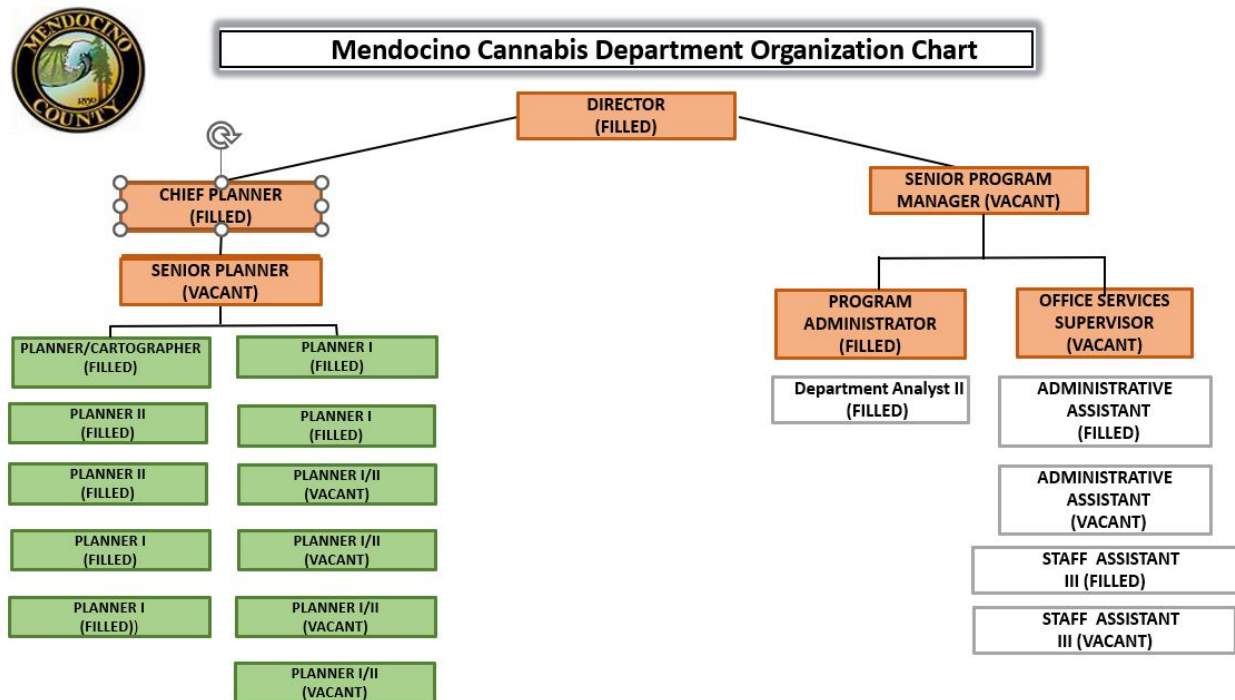 MENDOCINO
1850
COUNTY
Mendocino Cannabis Department Organization Chart
DIRECTOR
(FILLED)
CHIEF PLANNER
(FILLED)
SENIOR PROGRAM
MANAGER (VACANT)
SENIOR PLANNER
(VACANT)
PROGRAM
ADMINISTRATOR
(FILLED)
OFFICE SERVICES
SUPERVISOR
(VACANT)
PLANNER/CARTOGRAPHER
(FILLED)
PLANNER II
(FILLED)
PLANNER II
(FILLED)
PLANNER I
(FILLED)
PLANNER I
(FILLED))
PLANNER I
(FILLED)
PLANNER I
(FILLED)
PLANNER I/II
(VACANT)
PLANNER I/II
(VACANT)
PLANNER I/II
(VACANT)
PLANNER I/II
(VACANT)
Department Analyst II
(FILLED)
ADMINISTRATIVE
ASSISTANT
(FILLED)
ADMINISTRATIVE
ASSISTANT
(VACANT)
STAFF ASSISTANT
III (FILLED)
STAFF ASSISTANT
III (VACANT)